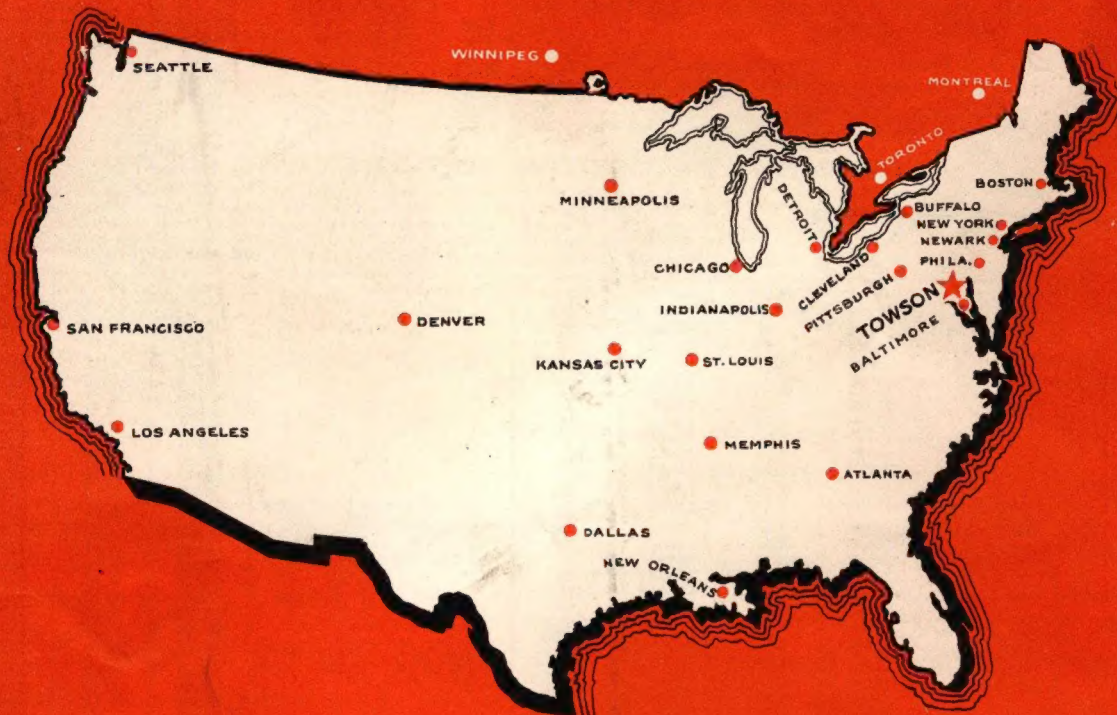 WINNIPEG
SEATTLE
MONTREAL
TORONTO
BOSTON
MINNEAPOLIS
DETROIT
BUFFALO
NEW YORK
NEWARK
PHILA.
CHICAGO
CLEVELAND
PITTSBURGH
INDIANAPOLIS
TOWSON
BALTIMORE
SAN FRANCISCO
DENVER
KANSAS CITY
ST. LOUIS
LOS ANGELES
MEMPHIS
ATLANTA
DALLAS
NEW ORLEANS